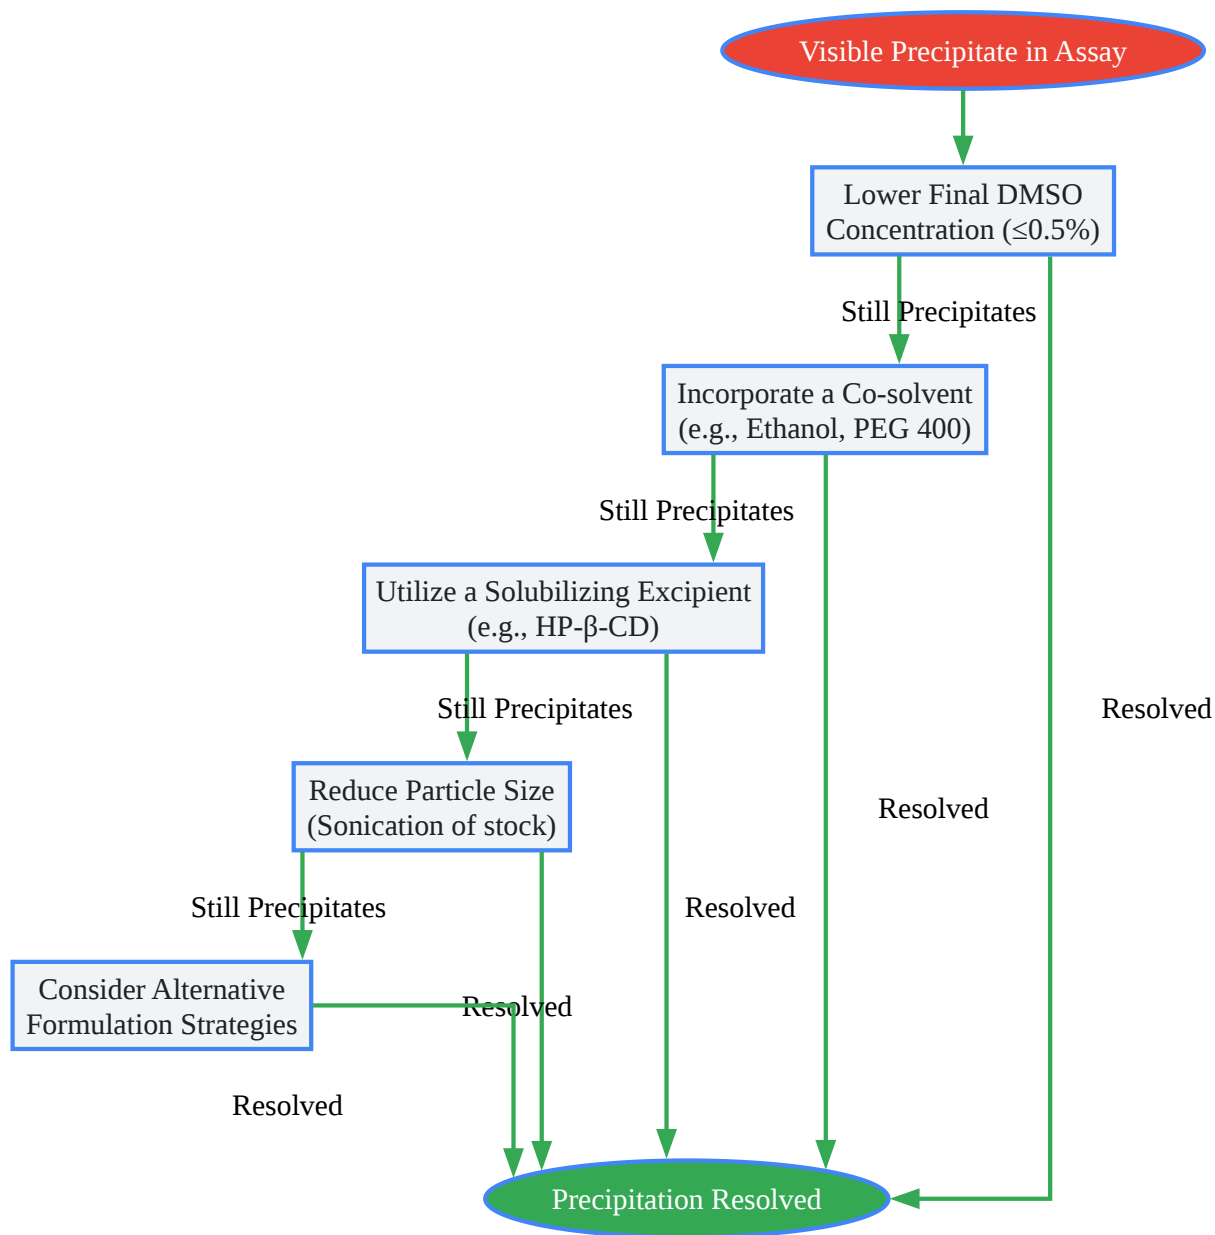 Visible Precipitate in Assay
Lower Final DMSO
Concentration (≤0.5%)
Still Precipitates
Incorporate a Co-solvent
(e.g., Ethanol, PEG 400)
Still Precipitates
Utilize a Solubilizing Excipient
(e.g., HP-β-CD)
Still Precipitates
Resolved
Reduce Particle Size
(Sonication of stock)
Resolved
Still Precipitates
Resolved
Consider Alternative
Formulation Strategies
Resolved
Resolved
Precipitation Resolved